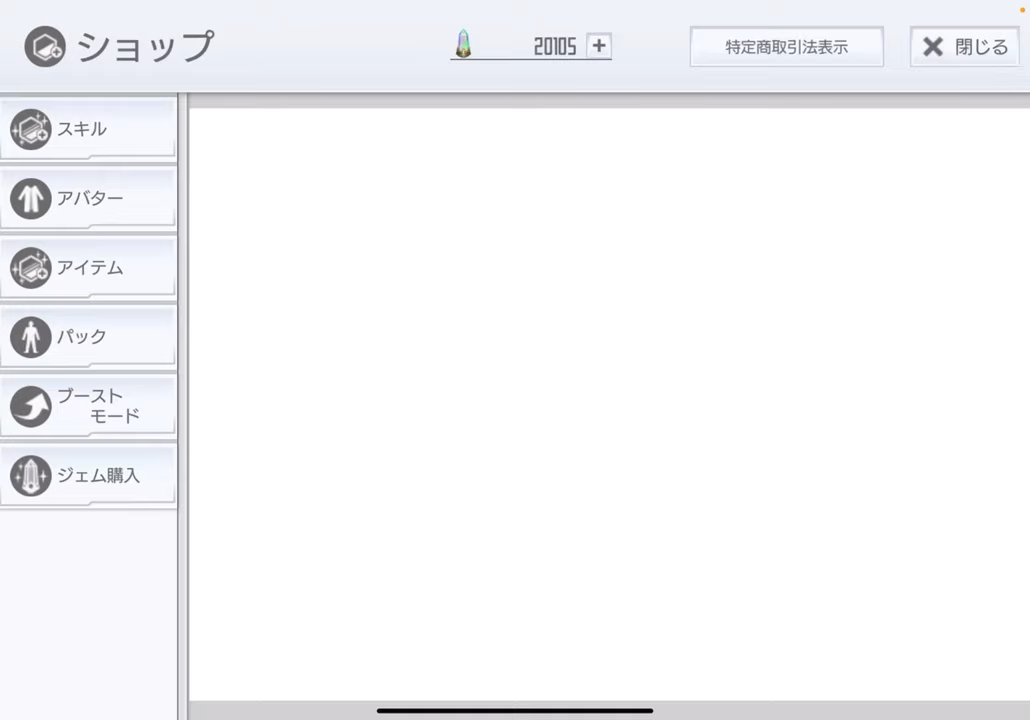 ショップ
20105
特定商取引法表示
閉じる
スキル
アバター
アイテム
パック
ブースト
モード
ジェム購入